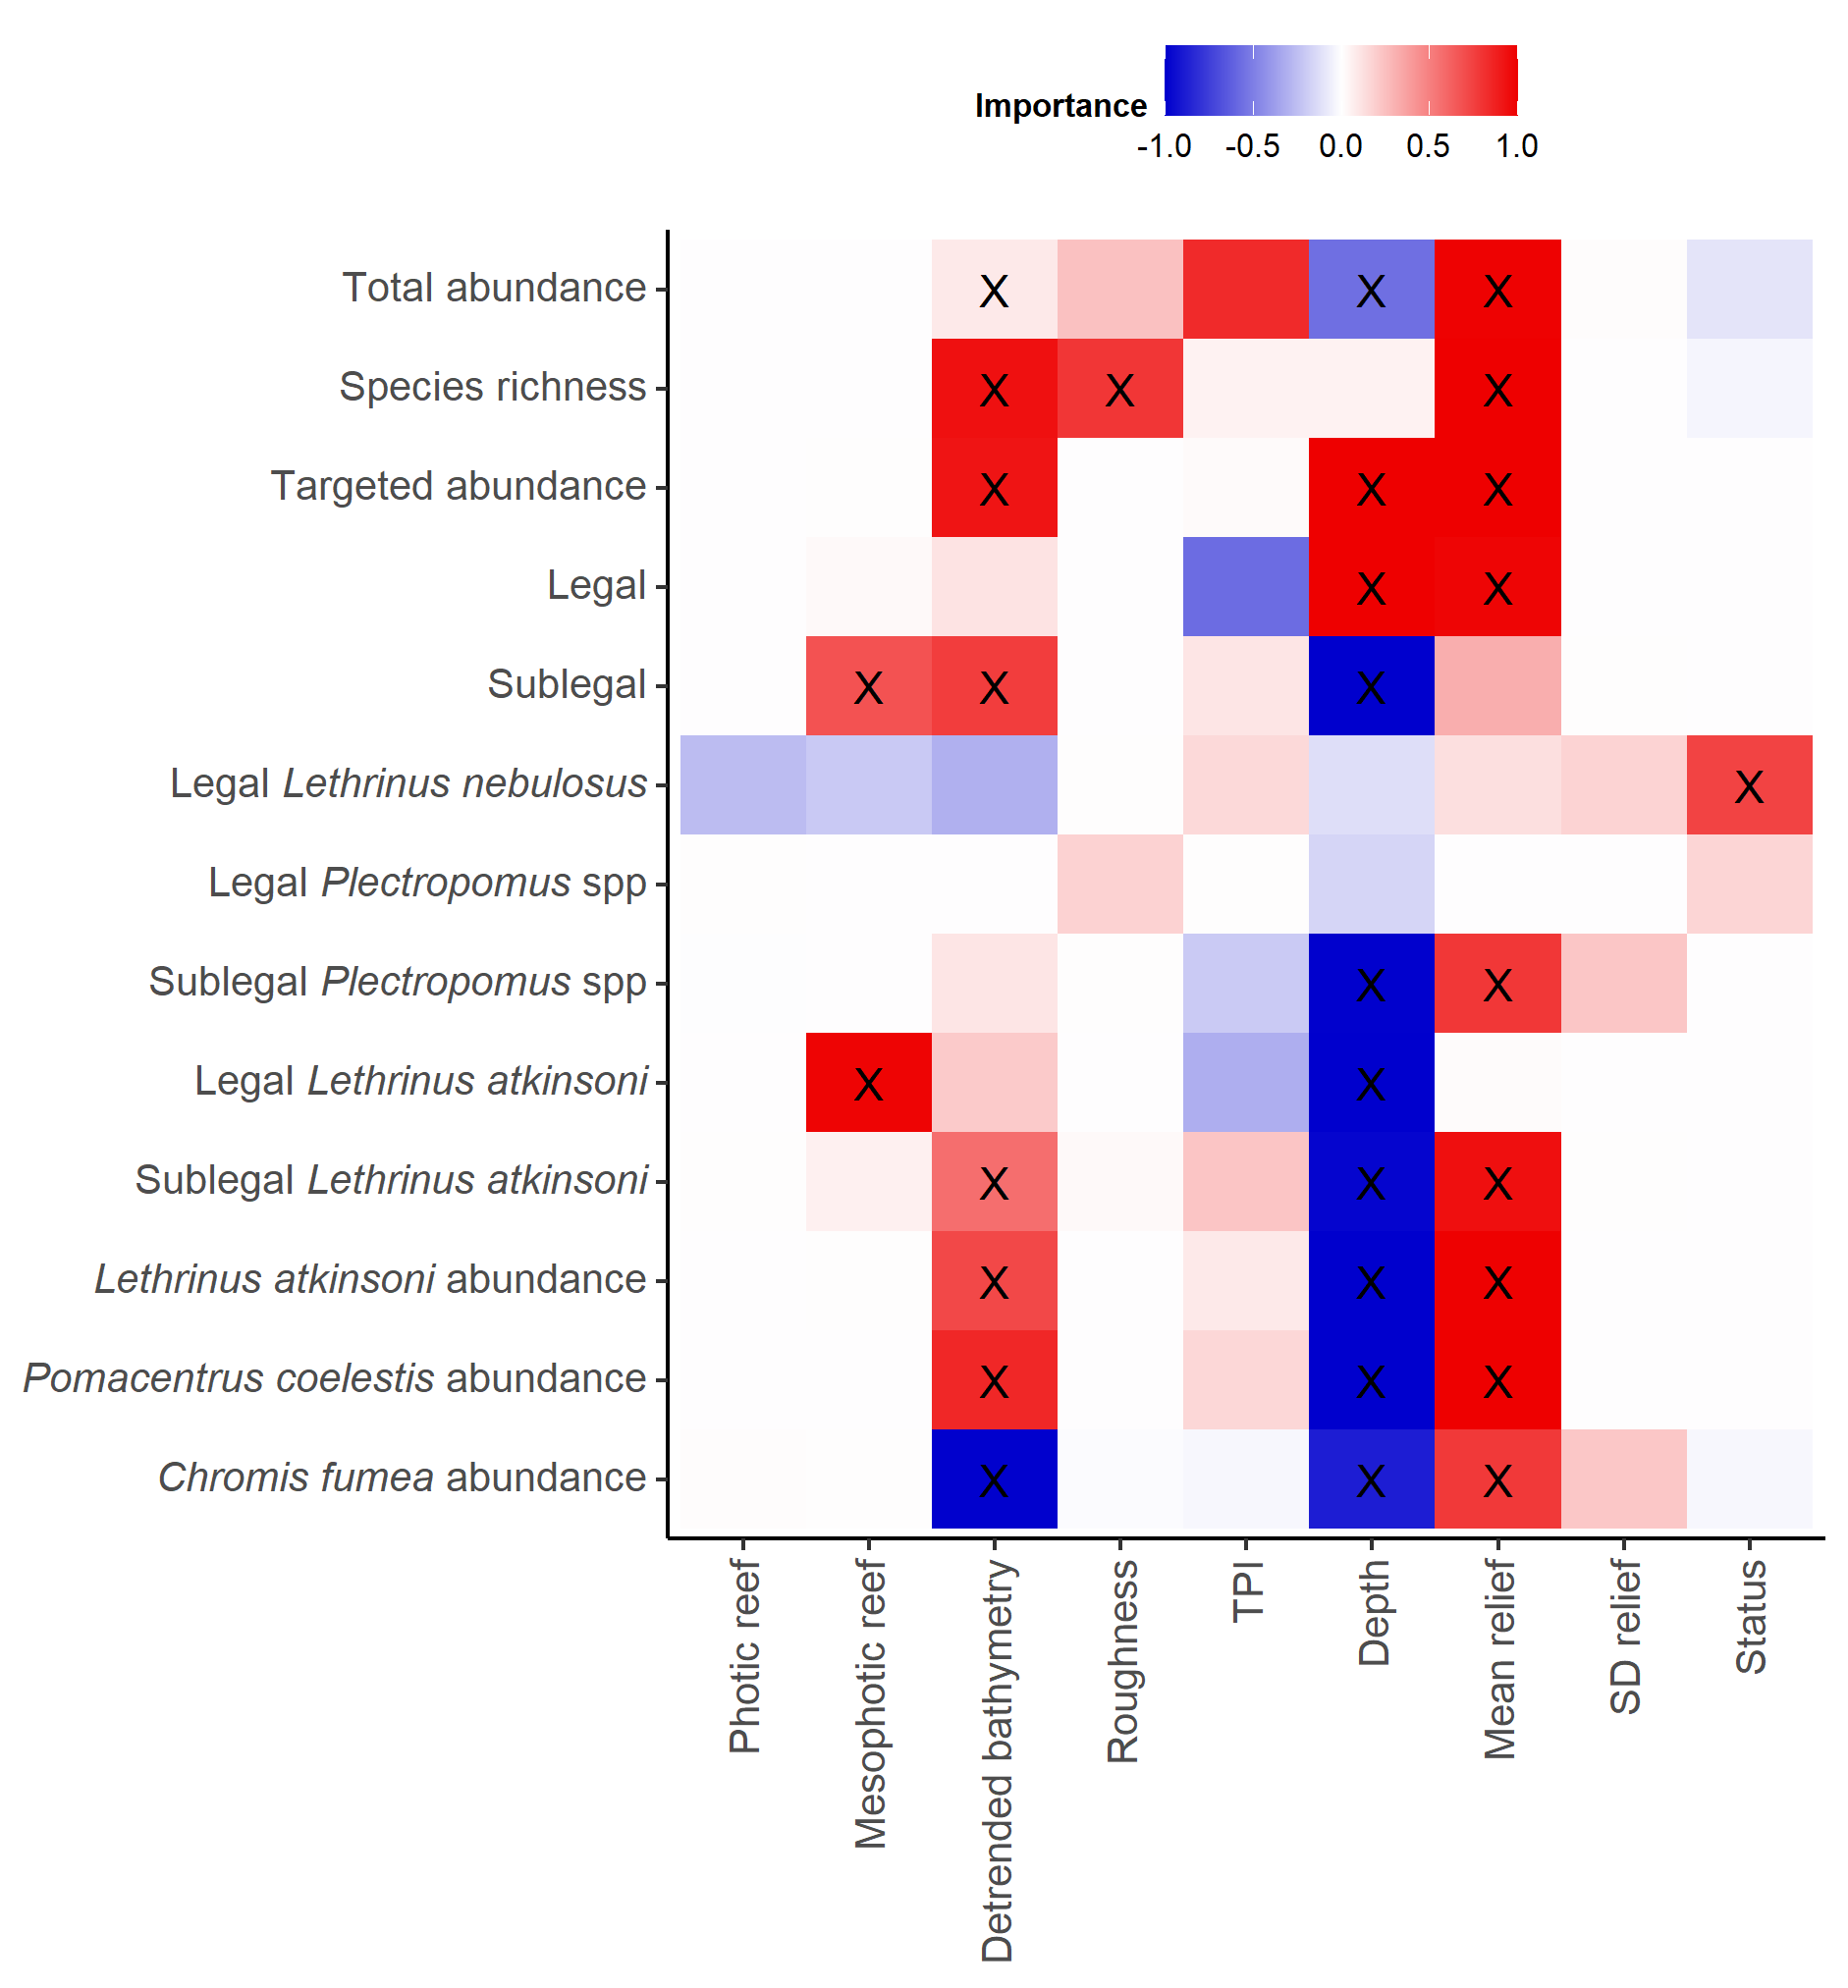 Importance
-1.0 -0.5 0.0 0.5 1.0
Total abundance X X X
Species richness X X X
Targeted abundance X X X
Legal X X
Sublegal X X X
Legal Lethrinus nebulosus X
Legal Plectropomus spp
Sublegal Plectropomus spp X X
Legal Lethrinus atkinsoni X X
Sublegal Lethrinus atkinsoni X X X
Lethrinus atkinsoni abundance X X X
Pomacentrus coelestis abundance X X X
Chromis fumea abundance X X X
Photic reef
Mesophotic reef
Detrended bathymetry
Roughness
TPI
Depth
Mean relief
SD relief
Status